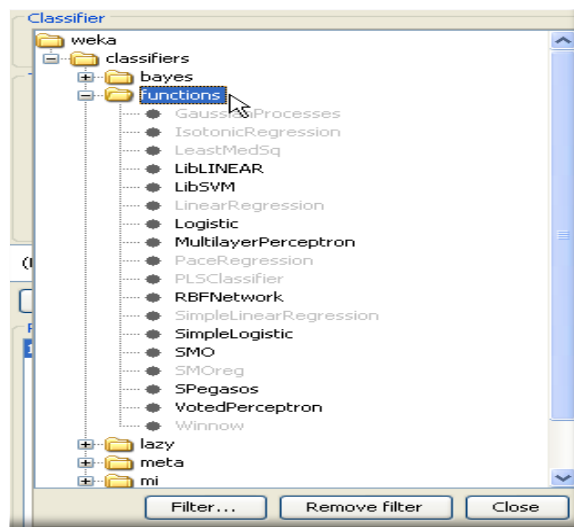 Classifier
weka
classifiers
bayes
functions
GaussianProcesses
IsotonicRegression
LeastMedSq
LibLINEAR
LibSVM
LinearRegression
Logistic
MultilayerPerceptron
PaceRegression
PLSClassifier
RBFNetwork
SimpleLinearRegression
SimpleLogistic
SMO
SMOreg
SPegasos
VotedPerceptron
Winnow
lazy
meta
mi
Filter...
Remove filter
Close